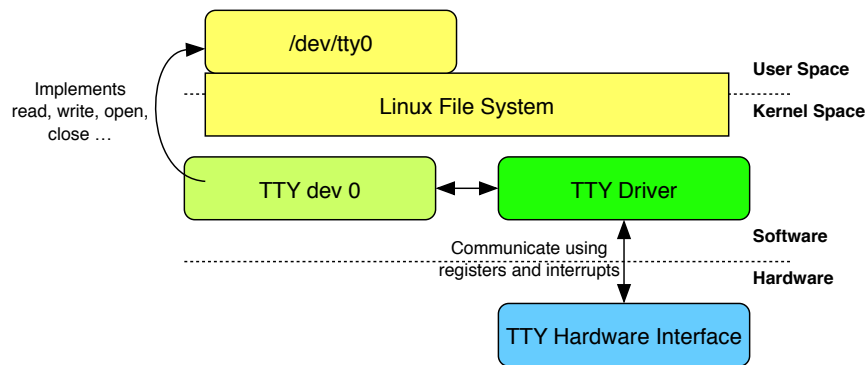 /dev/tty0
Implements
read, write, open,
close …
User Space
Linux File System
Kernel Space
TTY dev 0
TTY Driver
Software
Communicate using
registers and interrupts
Hardware
TTY Hardware Interface